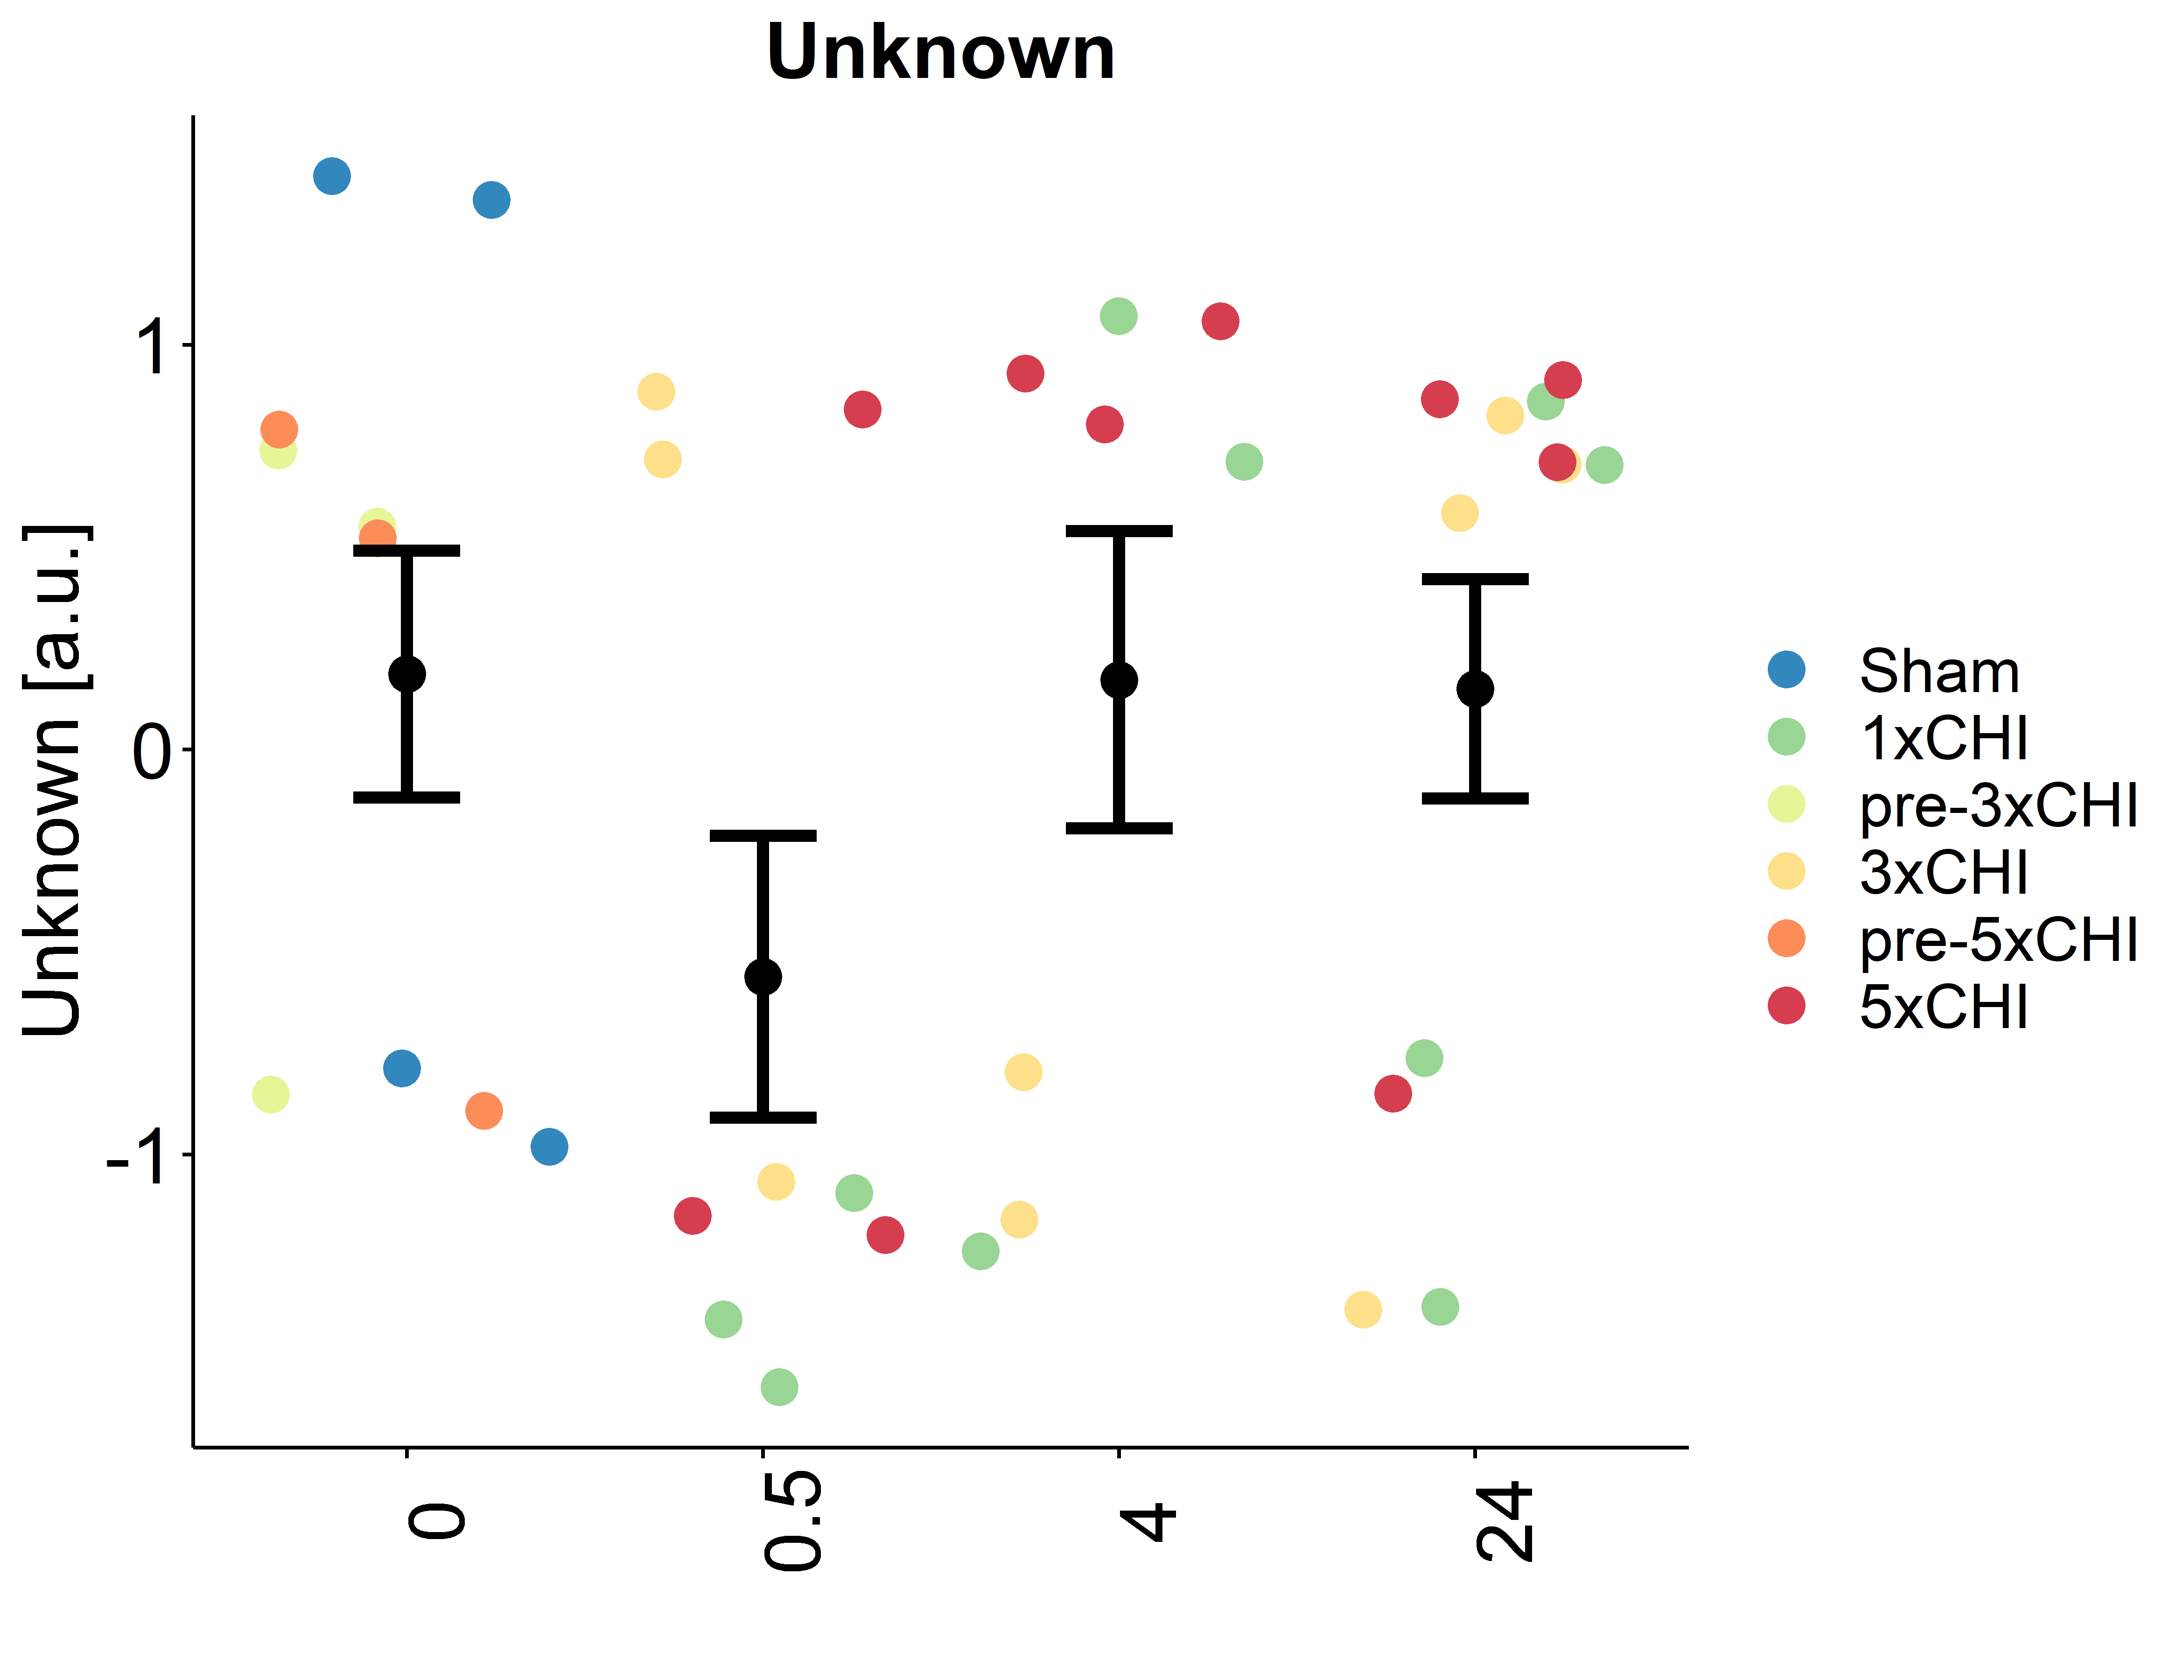 Unknown
Unknown [a.u.]
1
0
-1
0
0.5
4
24
Sham
1xCHI
pre-3xCHI
3xCHI
pre-5xCHI
5xCHI